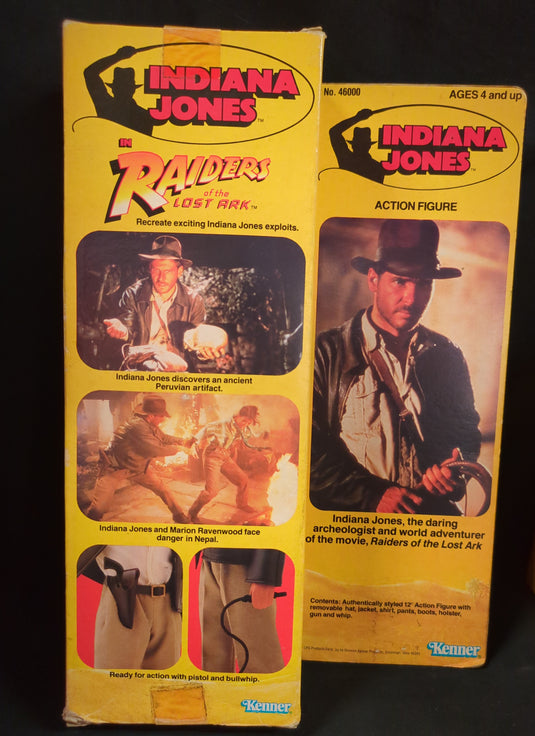 INDIANA
JONES™
IN
RAIDERS
of the
LOST ARK™
Recreate exciting Indiana Jones exploits.
Indiana Jones discovers an ancient
Peruvian artifact.
Indiana Jones and Marion Ravenwood face
danger in Nepal.
Ready for action with pistol and bullwhip.
Kenner
No. 46000
AGES 4 and up
INDIANA
JONES™
ACTION FIGURE
Indiana Jones, the daring
archeologist and world adventurer
of the movie, Raiders of the Lost Ark
Contents: Authentically styled 12" Action Figure with
removable hat, jacket, shirt, pants, boots, holster,
gun and whip.
Kenner